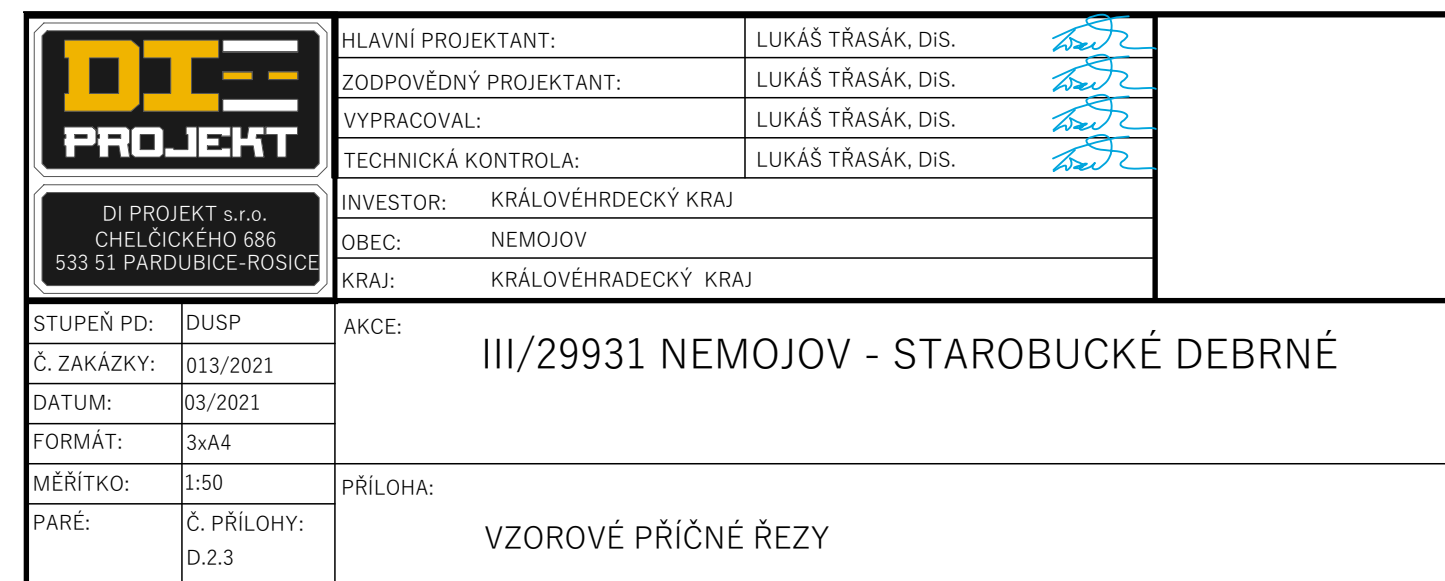 DI
PROJEKT
DI PROJEKT s.r.o.
CHELČICKÉHO 686
533 51 PARDUBICE-ROSICE
HLAVNÍ PROJEKTANT: LUKÁŠ TŘASÁK, DiS.
ZODPOVĚDNÝ PROJEKTANT: LUKÁŠ TŘASÁK, DiS.
VYPRACOVAL: LUKÁŠ TŘASÁK, DiS.
TECHNICKÁ KONTROLA: LUKÁŠ TŘASÁK, DiS.
INVESTOR: KRÁLOVÉHRDECKÝ KRAJ
OBEC: NEMOJOV
KRAJ: KRÁLOVÉHRADECKÝ KRAJ
STUPEŇ PD: DUSP
Č. ZAKÁZKY: 013/2021
DATUM: 03/2021
FORMÁT: 3xA4
MĚŘÍTKO: 1:50
PARÉ: Č. PŘÍLOHY:
D.2.3
AKCE:
III/29931 NEMOJOV - STAROBUCKÉ DEBRNÉ
PŘÍLOHA:
VZOROVÉ PŘÍČNÉ ŘEZY